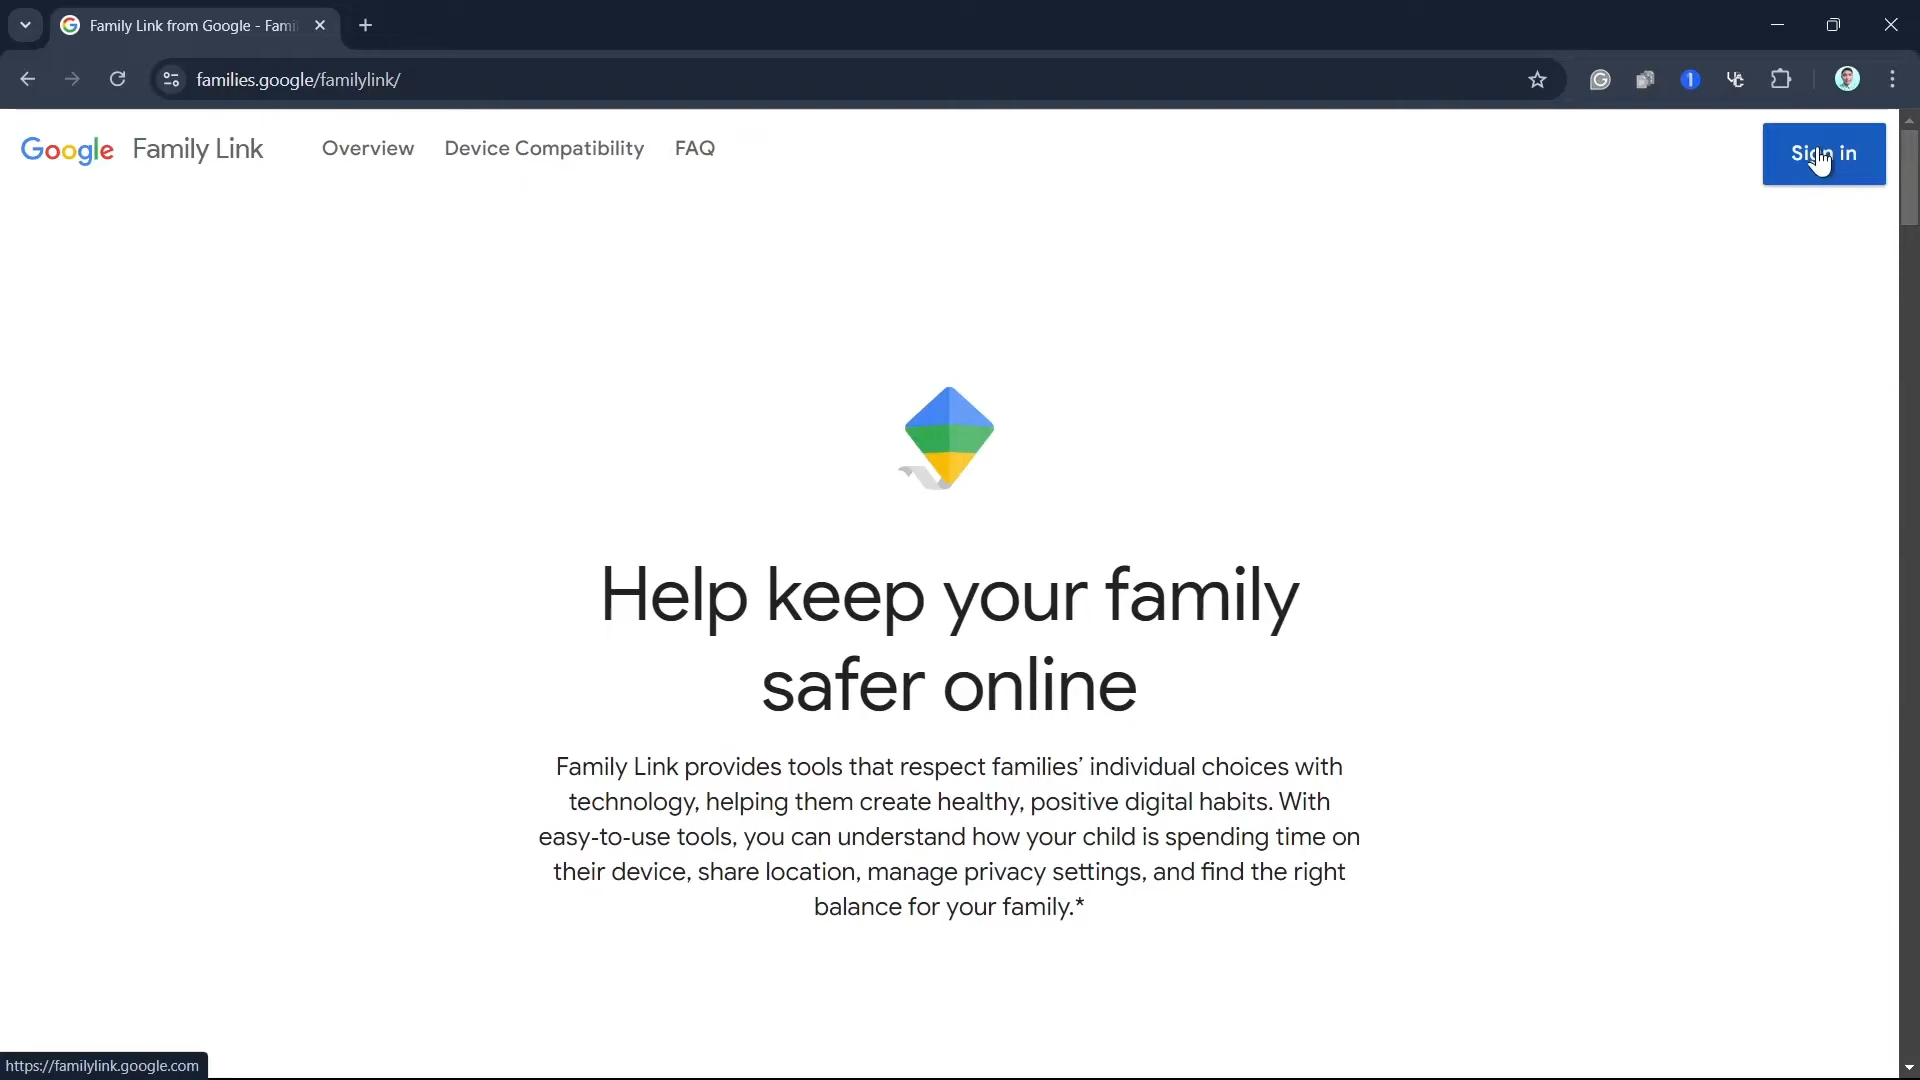 Family Link from Google - Fami
families.google/familylink/
Google Family Link
Overview
Device Compatibility
FAQ
Sign in
Help keep your family
safer online
Family Link provides tools that respect families’ individual choices with
technology, helping them create healthy, positive digital habits. With
easy-to-use tools, you can understand how your child is spending time on
their device, share location, manage privacy settings, and find the right
balance for your family.*
https://familylink.google.com